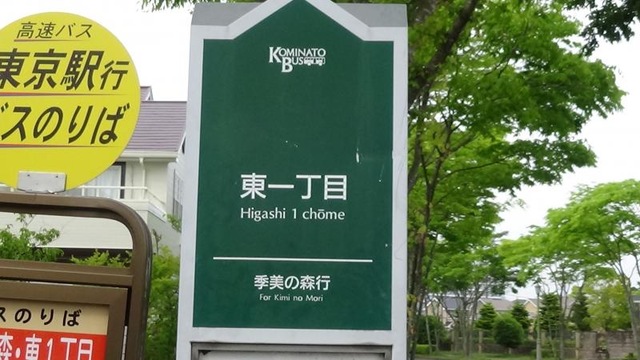 高速バス
東京駅行
バスのりば
KOMINATO
BUS
東一丁目
Higashi 1 chōme
季美の森行
For Kimi no Mori
スのりば
森・東1丁目